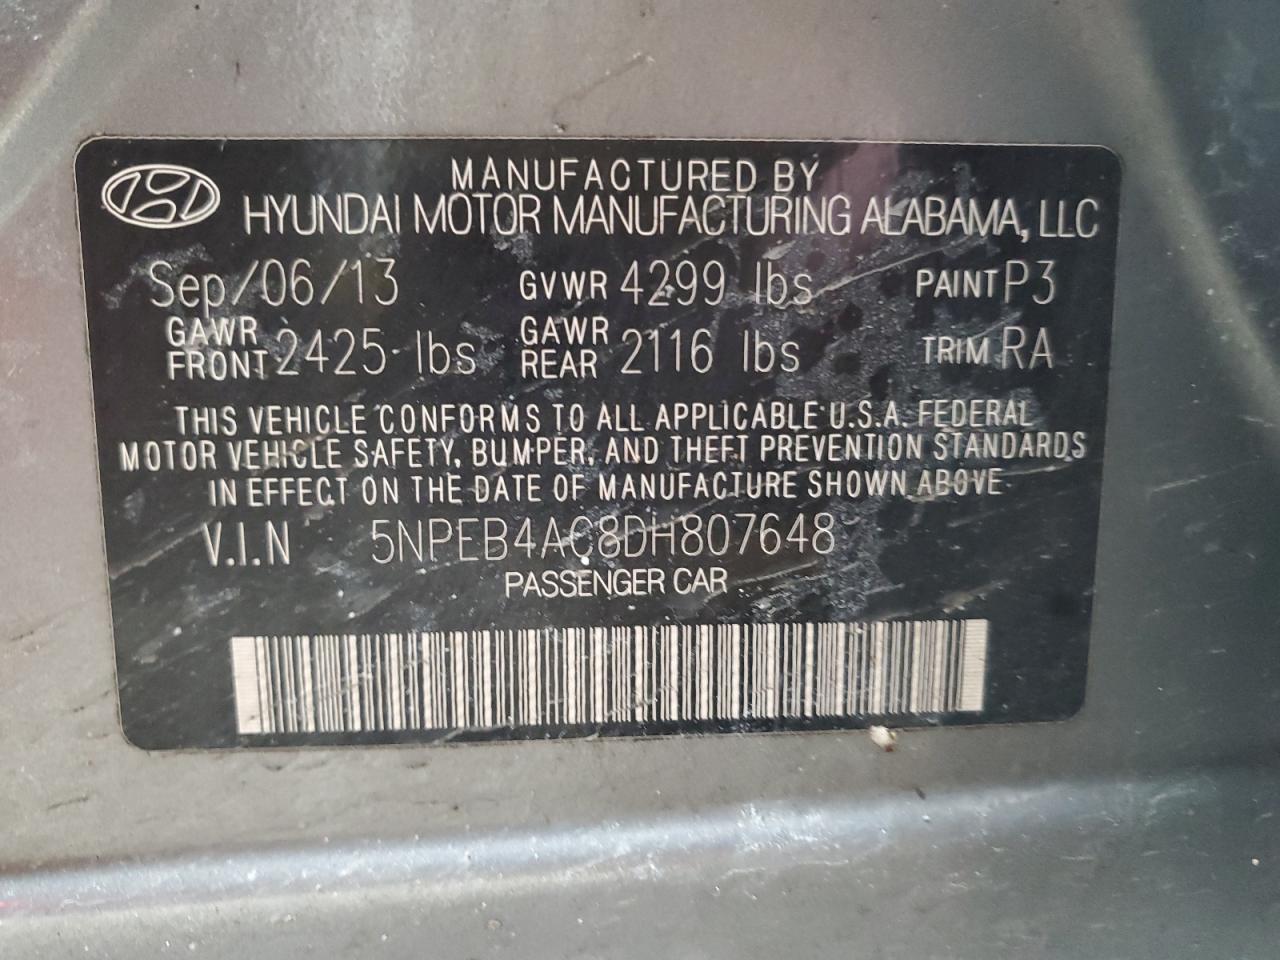 MANUFACTURED BY
HYUNDAI MOTOR MANUFACTURING ALABAMA, LLC
Sep/06/13 GVWR 4299 lbs PAINT P3
GAWR FRONT 2425 lbs GAWR REAR 2116 lbs TRIM RA
THIS VEHICLE CONFORMS TO ALL APPLICABLE U.S.A. FEDERAL
MOTOR VEHICLE SAFETY, BUMPER, AND THEFT PREVENTION STANDARDS
IN EFFECT ON THE DATE OF MANUFACTURE SHOWN ABOVE
V.I.N 5NPEB4AC8DH807648
PASSENGER CAR